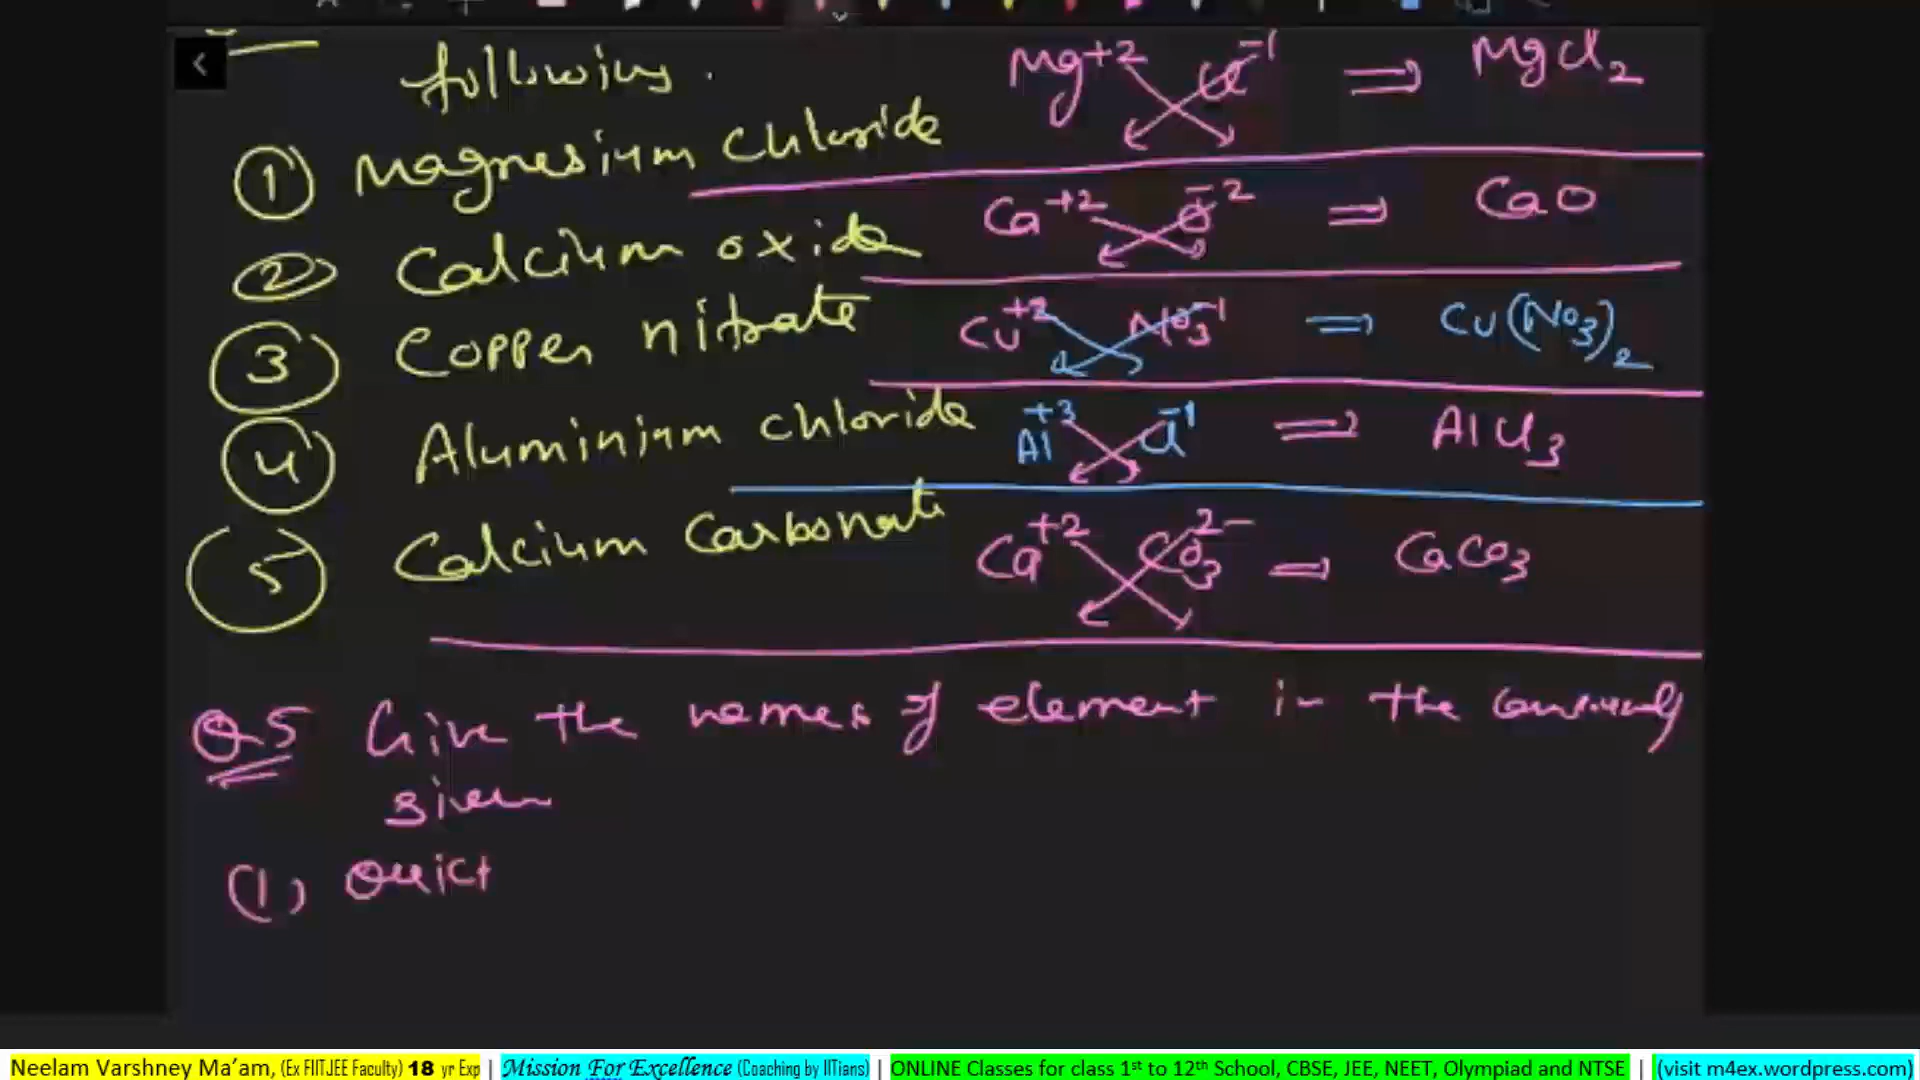 following.
① Magnesium chloride Mg+2 Cl-1 ⇒ MgCl2
② Calcium oxide Ca+2 O-2 ⇒ CaO
③ Copper nitrate Cu+2 NO3-1 ⇒ Cu(NO3)2
④ Aluminium chloride Al+3 Cl-1 ⇒ AlCl3
⑤ Calcium Carbonate Ca+2 CO3 2- ⇒ CaCO3
Q5 Give the names of element in the
given
(1) Quick
Neelam Varshney Ma'am, (Ex FIITJEE Faculty) 18 yr Exp | Mission For Excellence (Coaching by IITians) | ONLINE Classes for class 1st to 12th School, CBSE, JEE, NEET, Olympiad and NTSE | (visit m4ex.wordpress.com)